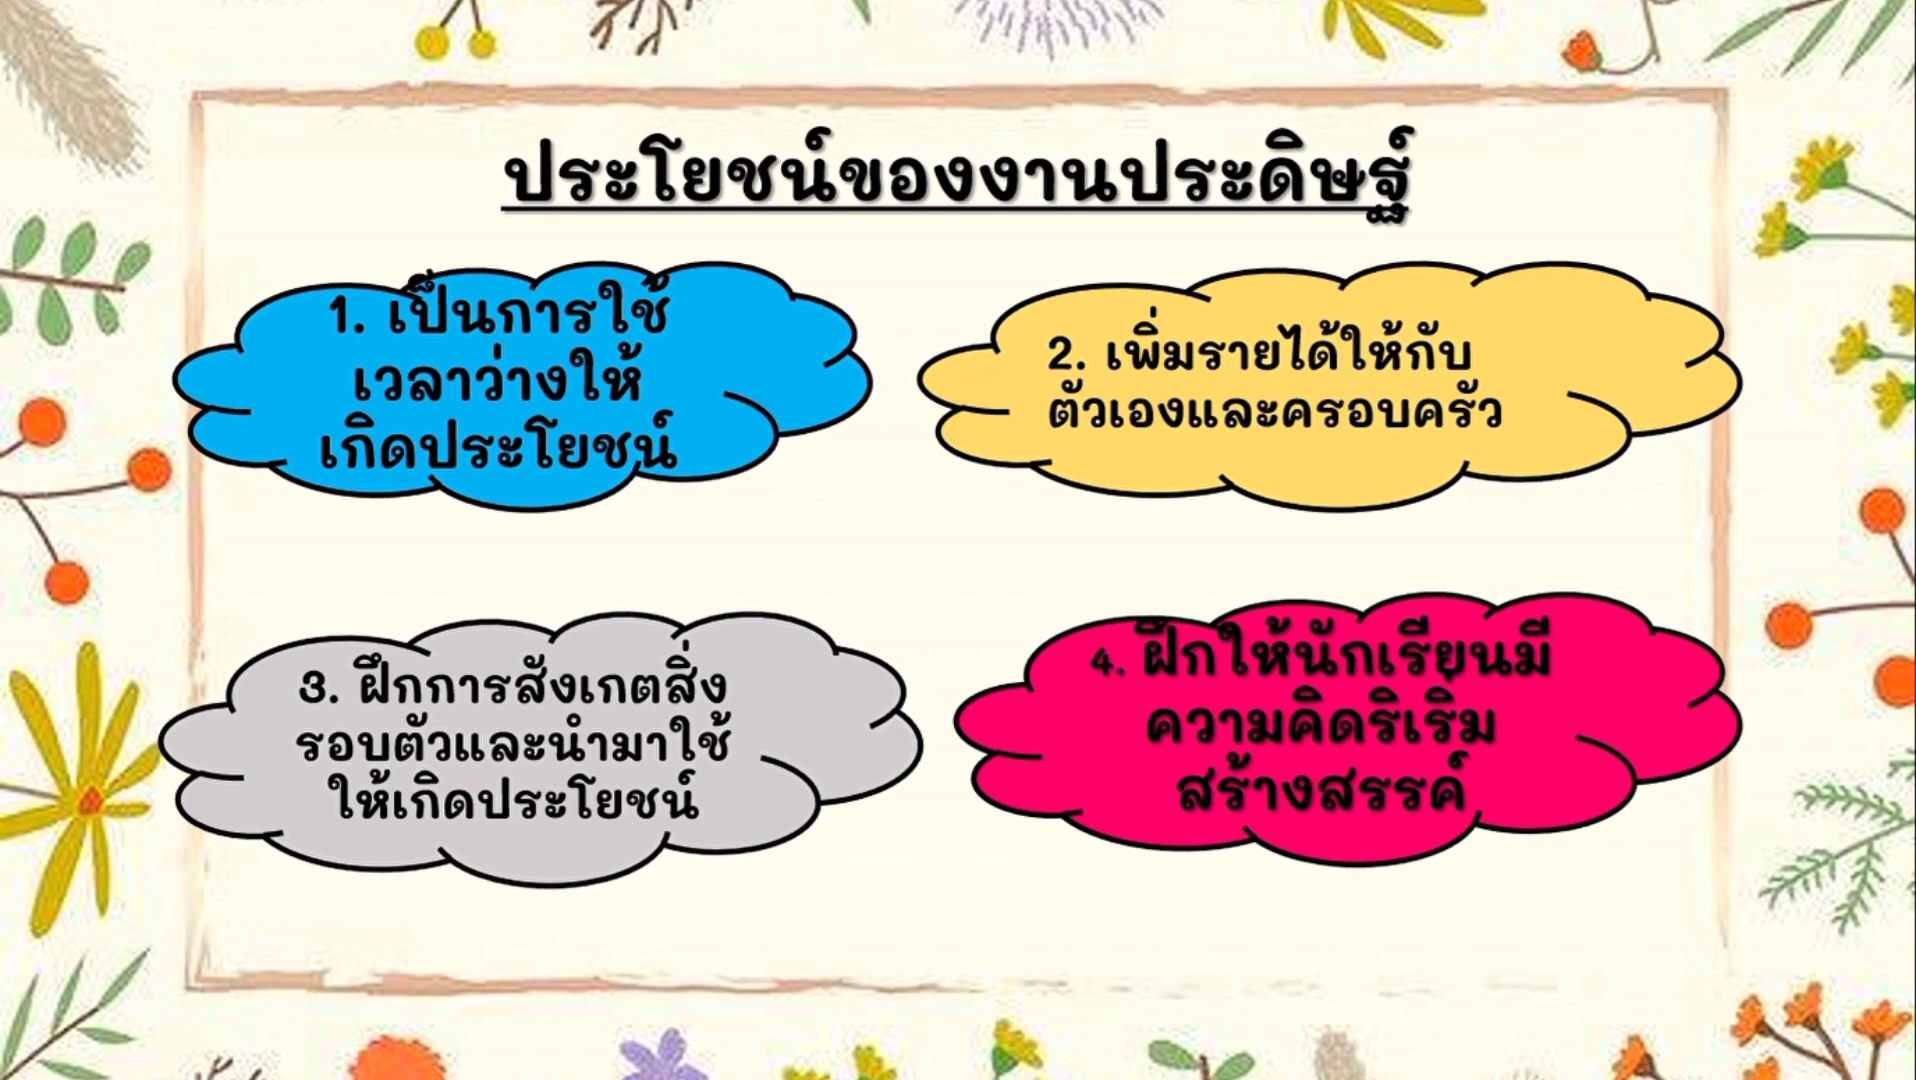 ประโยชน์ของงานประดิษฐ์
1. เป็นการใช้
เวลาว่างให้
เกิดประโยชน์
2. เพิ่มรายได้ให้กับ
ตัวเองและครอบครัว
3. ฝึกการสังเกตสิ่ง
รอบตัวและนำมาใช้
ให้เกิดประโยชน์
4. ฝึกให้นักเรียนมี
ความคิดริเริ่ม
สร้างสรรค์